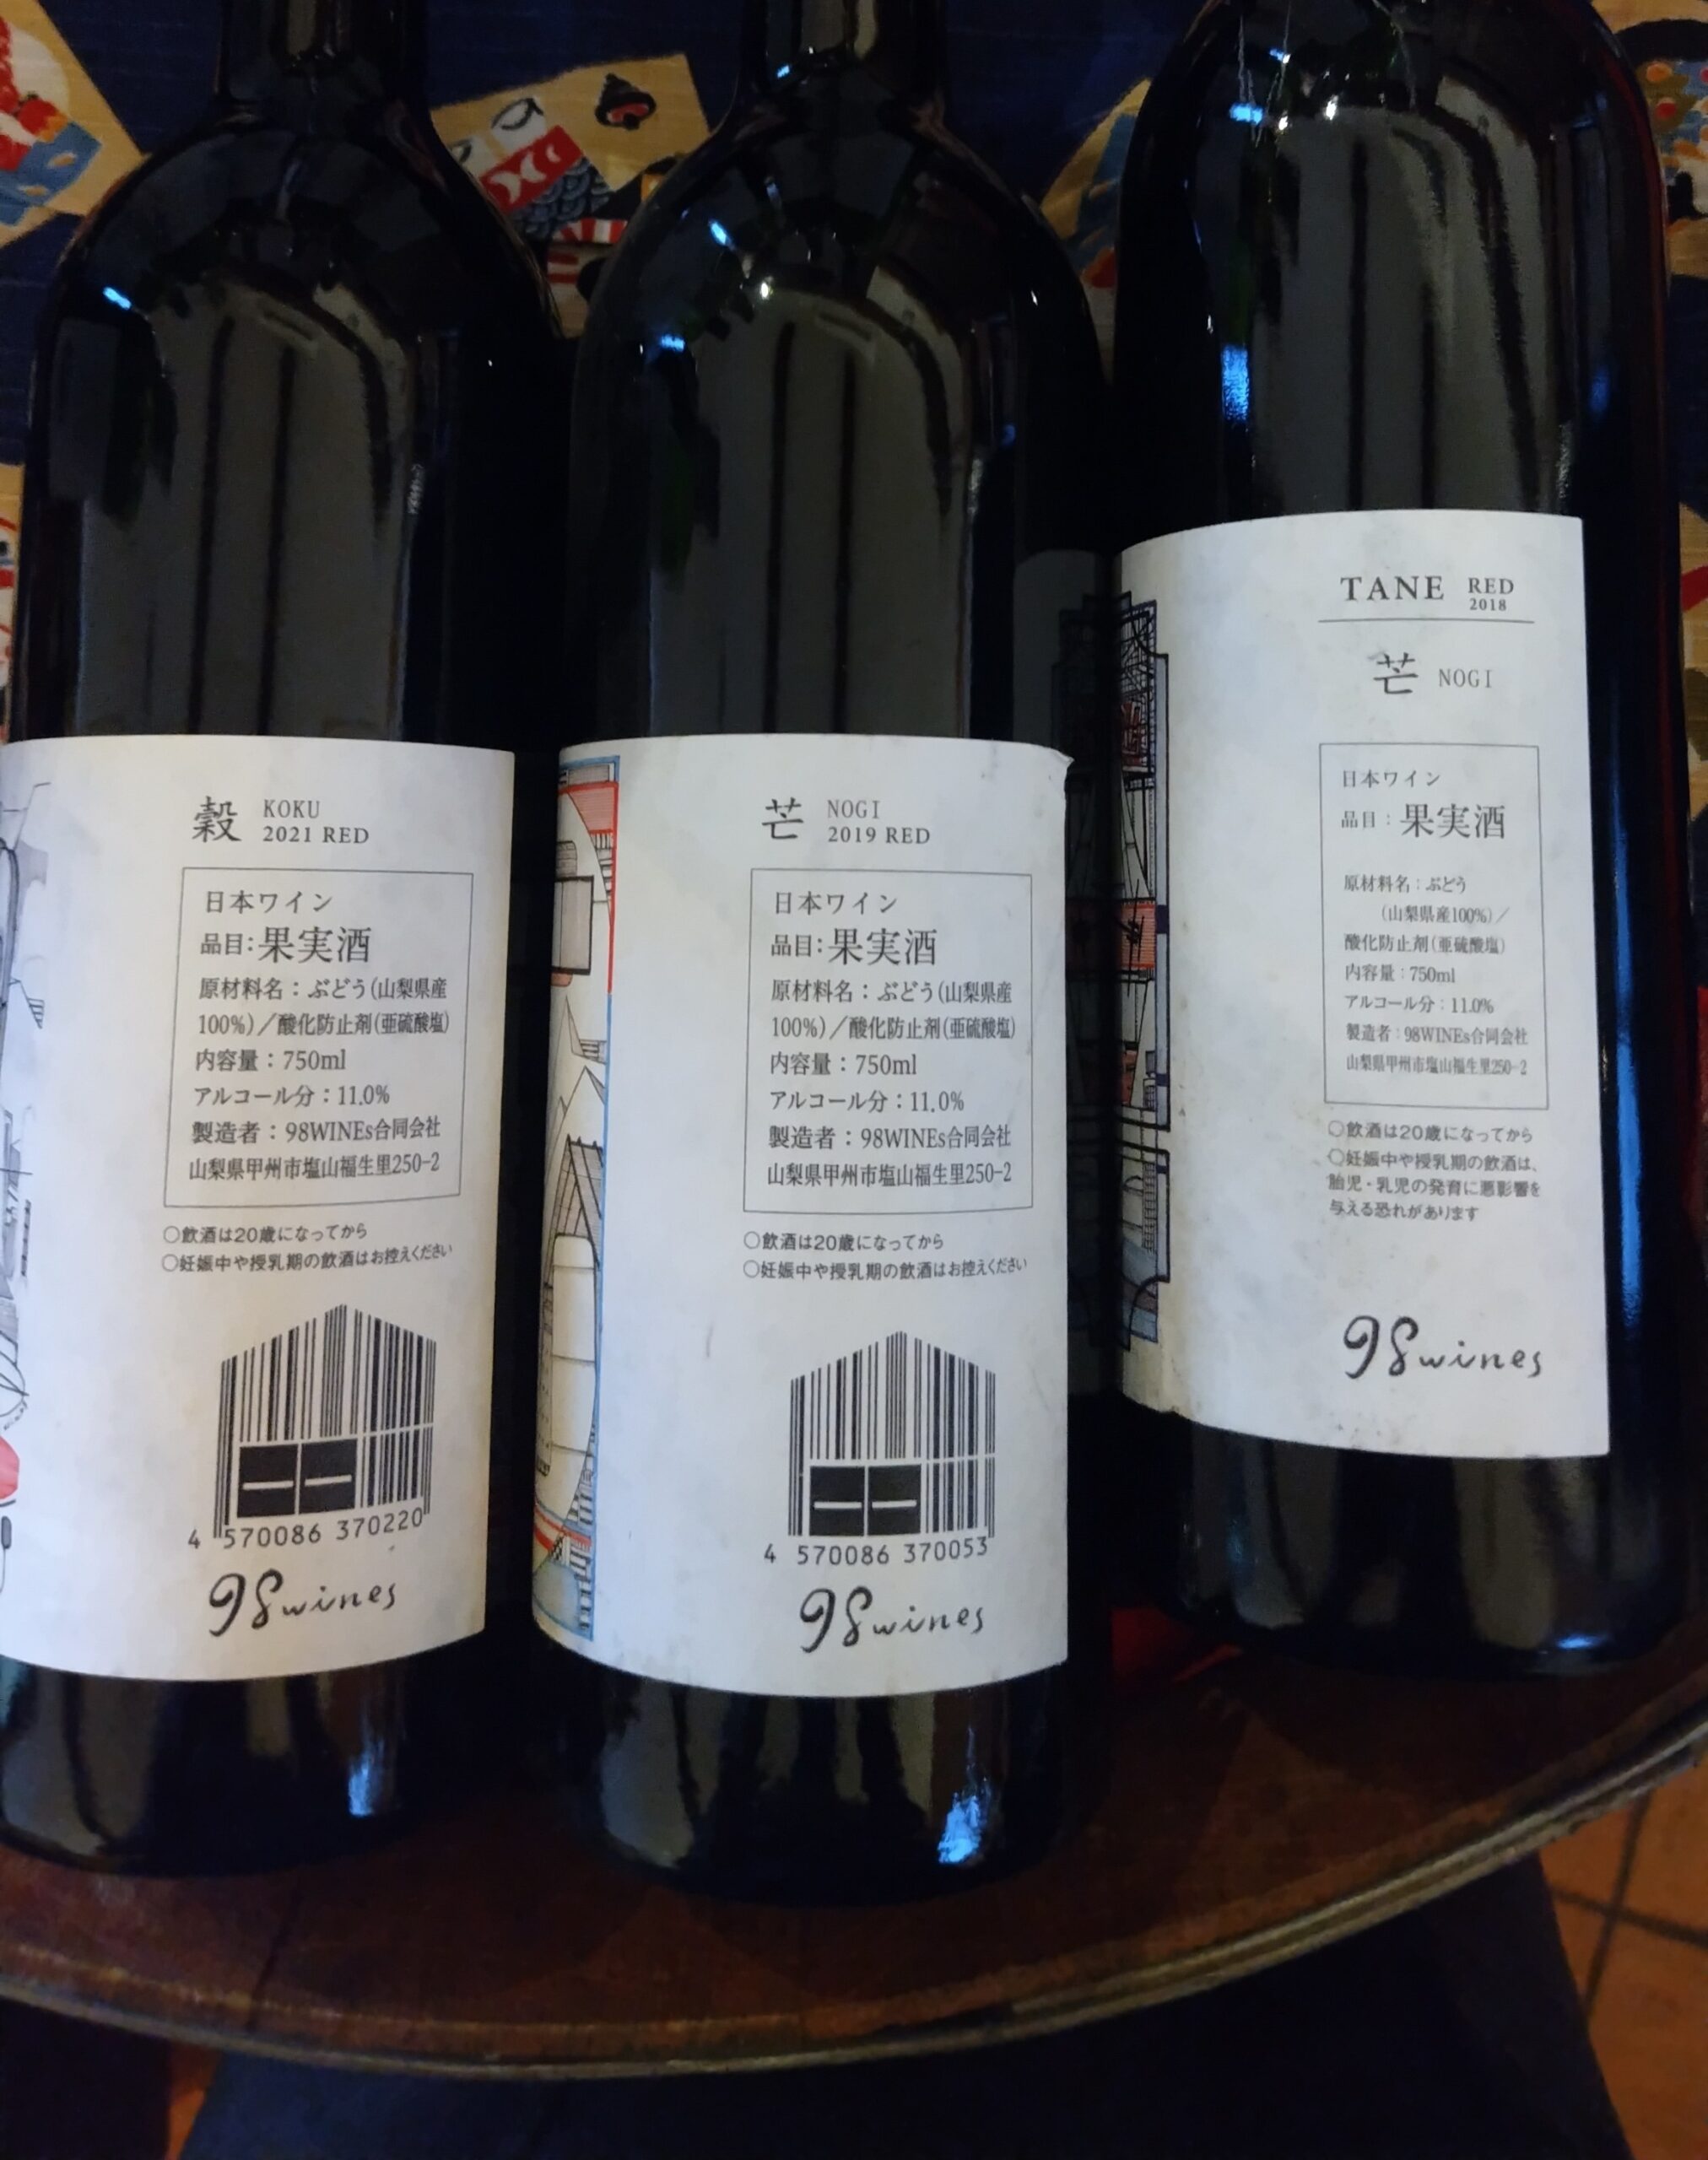 穀 KOKU
2021 RED
日本ワイン
品目:果実酒
原材料名：ぶどう(山梨県産
100%)／酸化防止剤(亜硫酸塩)
内容量：750ml
アルコール分：11.0%
製造者：98WINEs合同会社
山梨県甲州市塩山福生里250-2
○飲酒は20歳になってから
○妊娠中や授乳期の飲酒はお控えください
4 570086 370220
98wines
芒 NOGI
2019 RED
日本ワイン
品目:果実酒
原材料名：ぶどう(山梨県産
100%)／酸化防止剤(亜硫酸塩)
内容量：750ml
アルコール分：11.0%
製造者：98WINEs合同会社
山梨県甲州市塩山福生里250-2
○飲酒は20歳になってから
○妊娠中や授乳期の飲酒はお控えください
4 570086 370053
98wines
TANE RED
2018
芒 NOGI
日本ワイン
品目：果実酒
原材料名：ぶどう
(山梨県産100%)／
酸化防止剤(亜硫酸塩)
内容量：750ml
アルコール分：11.0%
製造者：98WINEs合同会社
山梨県甲州市塩山福生里250-2
○飲酒は20歳になってから
○妊娠中や授乳期の飲酒は、
胎児・乳児の発育に悪影響を
与える恐れがあります
98wines